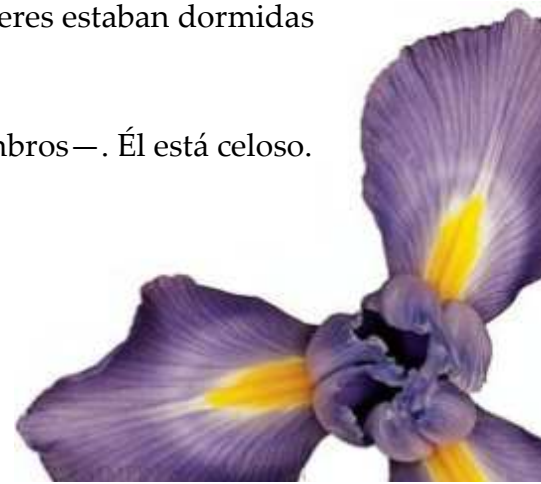 eres estaban dormidas
mbros—. Él está celoso.